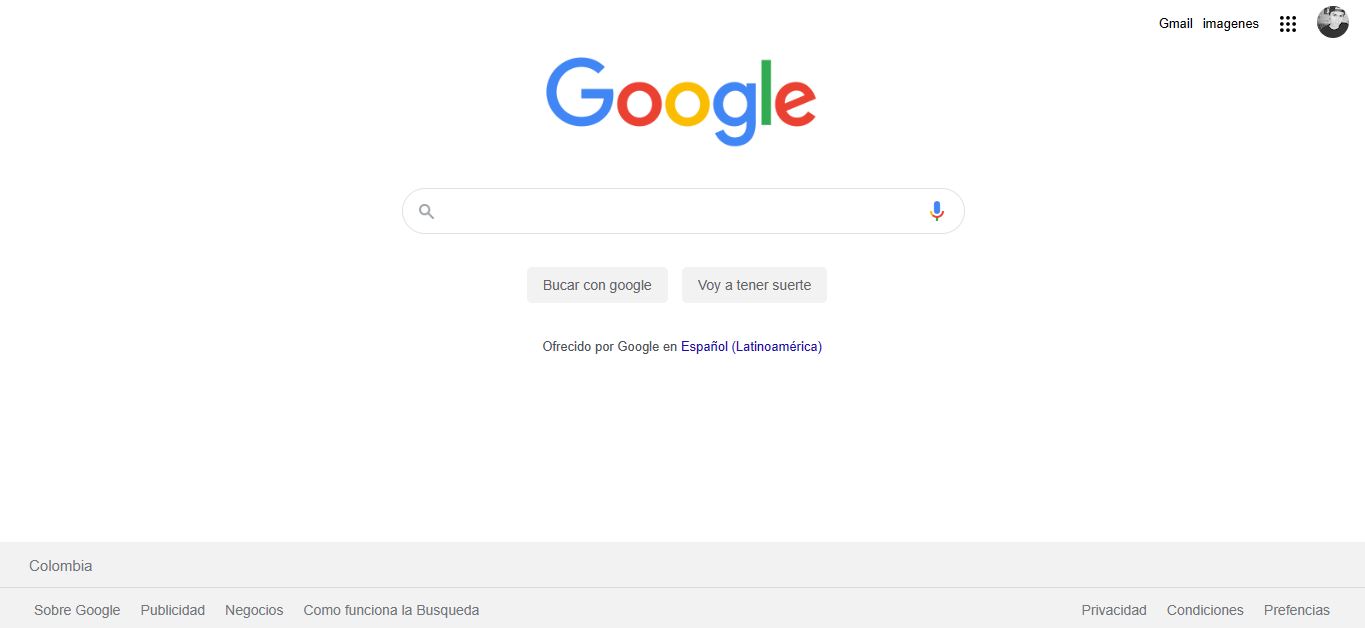 Gmail imagenes
Google
Bucar con google Voy a tener suerte
Ofrecido por Google en Español (Latinoamérica)
Colombia
Sobre Google Publicidad Negocios Como funciona la Busqueda Privacidad Condiciones Prefencias